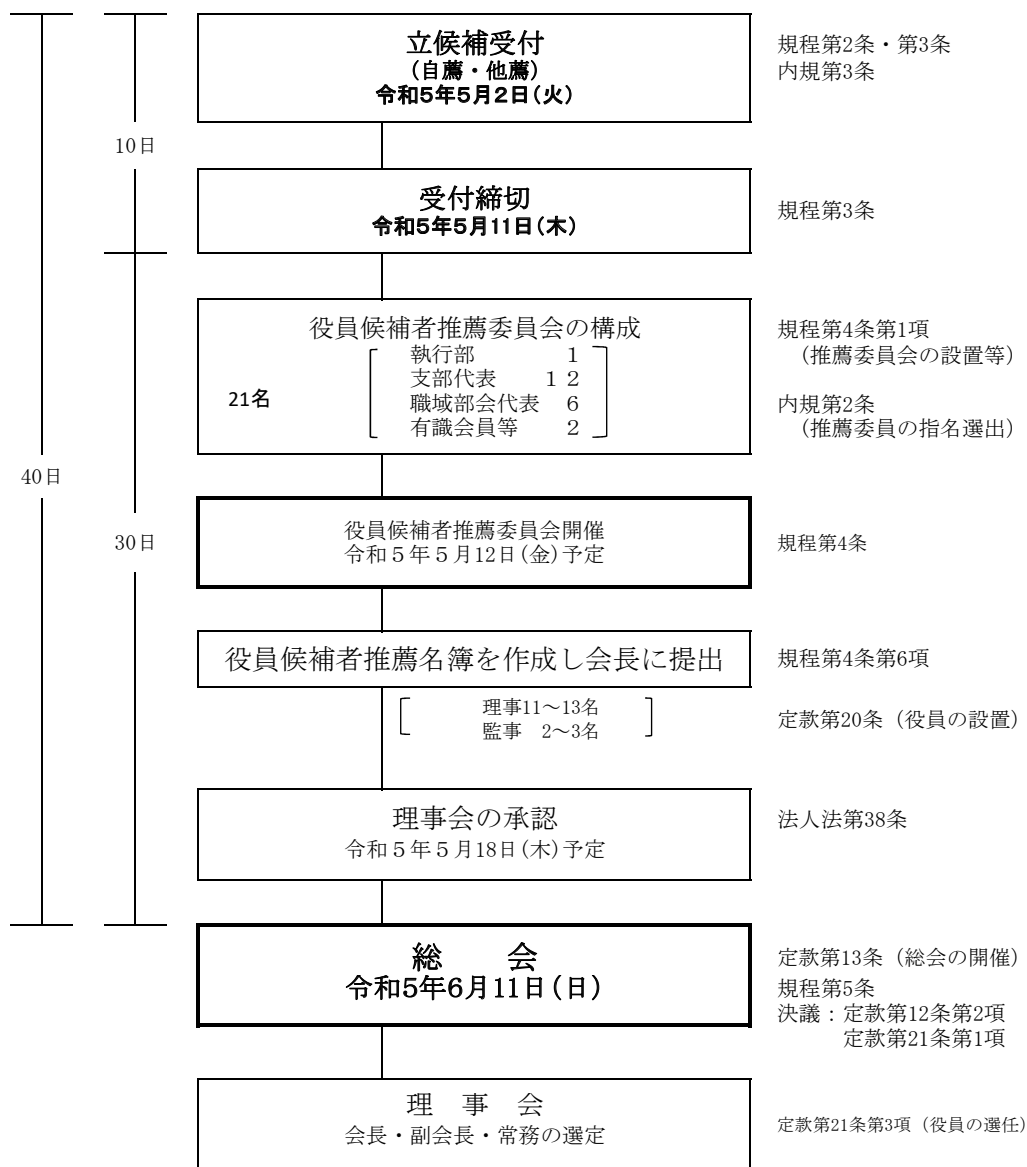 立候補受付
(自薦・他薦)
令和5年5月2日(火)
規程第2条・第3条
内規第3条
10日
受付締切
令和5年5月11日(木)
規程第3条
役員候補者推薦委員会の構成
執行部 1
支部代表 12
職域部会代表 6
有識会員等 2
21名
規程第4条第1項
(推薦委員会の設置等)
内規第2条
(推薦委員の指名選出)
40日
30日
役員候補者推薦委員会開催
令和5年5月12日(金)予定
規程第4条
役員候補者推薦名簿を作成し会長に提出
規程第4条第6項
理事11～13名
監事 2～3名
定款第20条（役員の設置）
理事会の承認
令和5年5月18日(木)予定
法人法第38条
総 会
令和5年6月11日(日)
定款第13条（総会の開催）
規程第5条
決議：定款第12条第2項
定款第21条第1項
理 事 会
会長・副会長・常務の選定
定款第21条第3項（役員の選任）